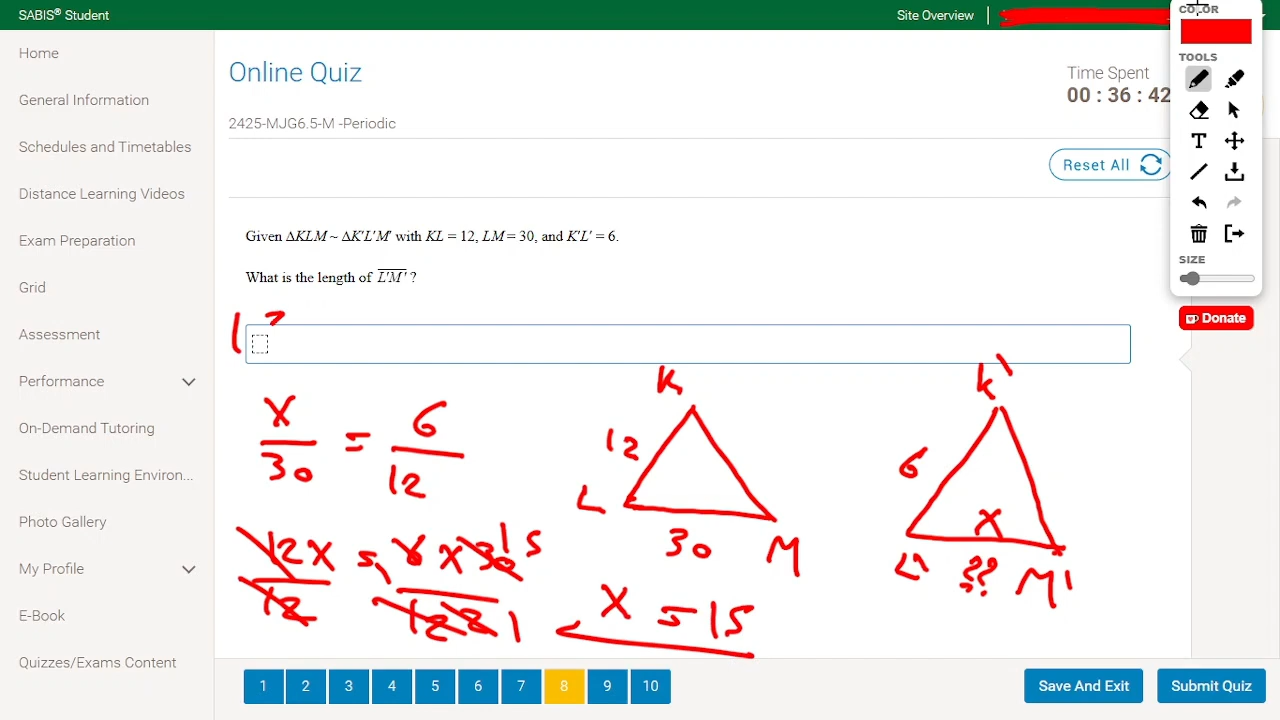 SABIS® Student
Site Overview
COLOR
TOOLS
SIZE
Donate
Home
General Information
Schedules and Timetables
Distance Learning Videos
Exam Preparation
Grid
Assessment
Performance
On-Demand Tutoring
Student Learning Environ...
Photo Gallery
My Profile
E-Book
Quizzes/Exams Content
Online Quiz
Time Spent
00 : 36 : 42
2425-MJG6.5-M -Periodic
Reset All
Given ΔKLM ~ ΔK'L'M' with KL = 12, LM = 30, and K'L' = 6.
What is the length of L'M' ?
K
K'
x/30 = 6/12
12
6
L
30
M
L'
x
??
M'
x = 15
1 2 3 4 5 6 7 8 9 10
Save And Exit
Submit Quiz